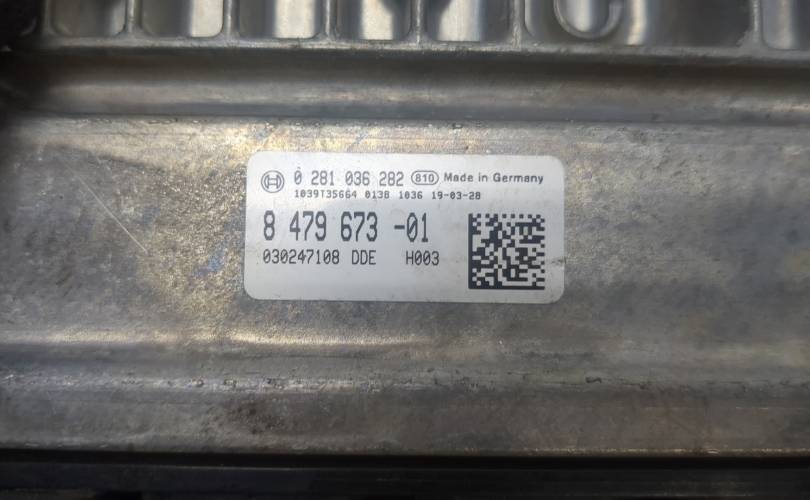 0 281 036 282 810 Made in Germany
1039T35664 0138 1036 19-03-28
8 479 673 -01
030247108 DDE H003